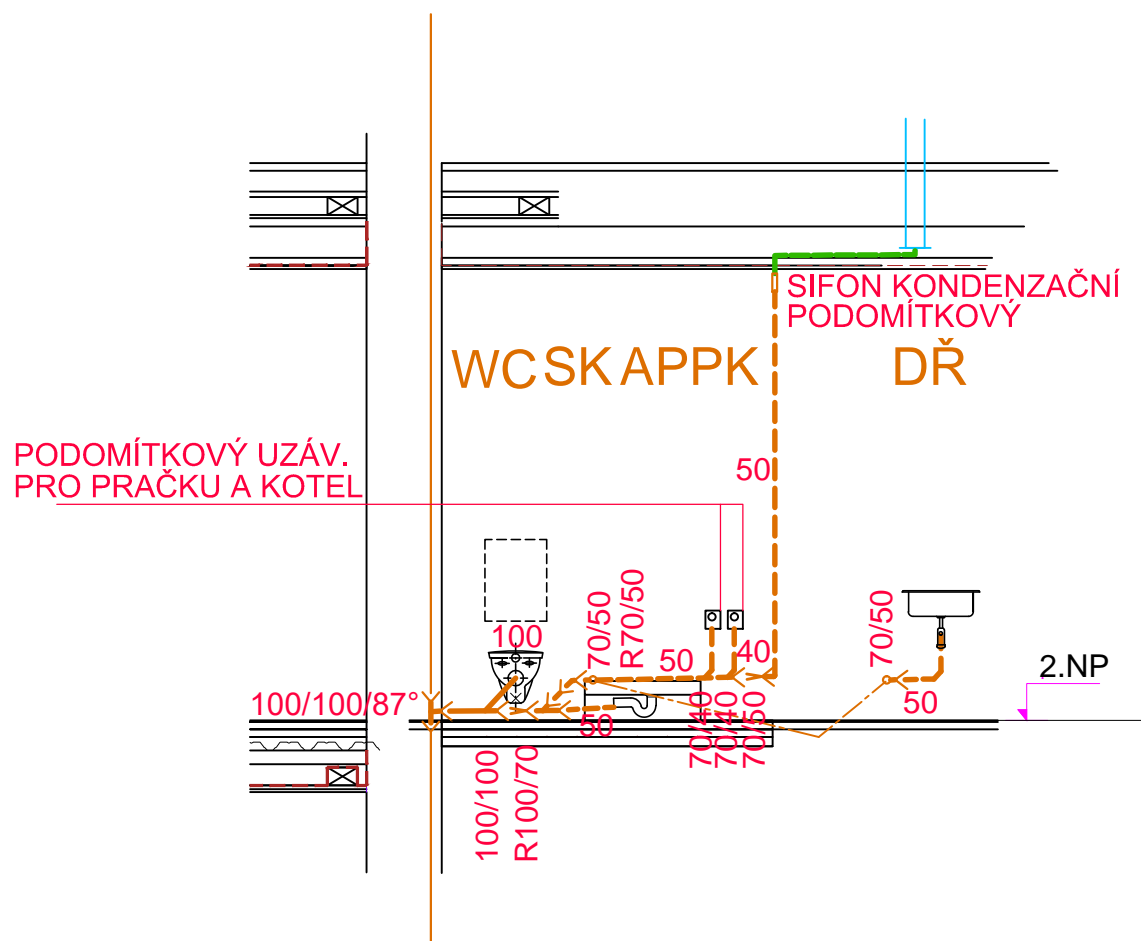 SIFON KONDENZAČNÍ
PODOMÍTKOVÝ
WC SK AP PK DŘ
PODOMÍTKOVÝ UZÁV.
PRO PRAČKU A KOTEL
50
70/50
R70/50
70/50
100
50
40
2.NP
100/100/87°
50
50
70/40
70/40
70/50
100/100
R100/70